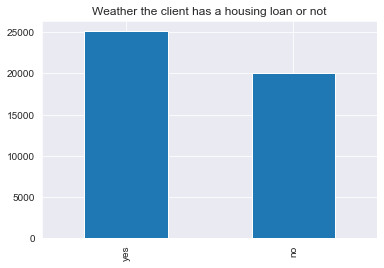 Weather the client has a housing loan or not
25000
20000
15000
10000
5000
0
yes
no